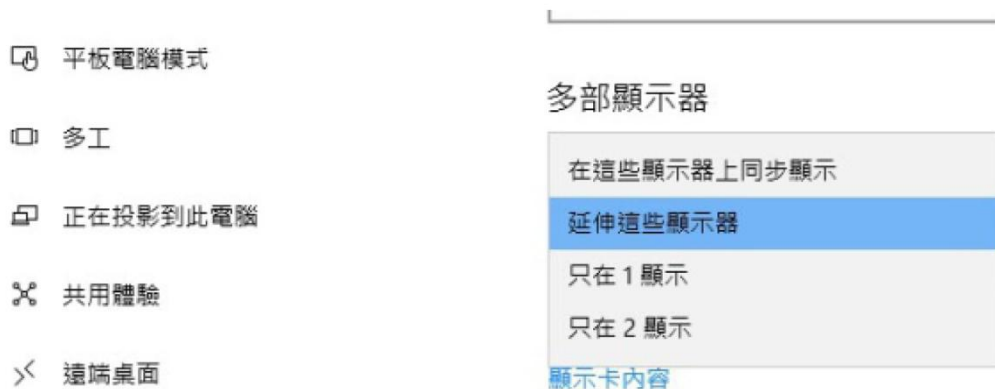 平板電腦模式
多工
正在投影到此電腦
共用體驗
遠端桌面
多部顯示器
在這些顯示器上同步顯示
延伸這些顯示器
只在 1 顯示
只在 2 顯示
顯示卡內容